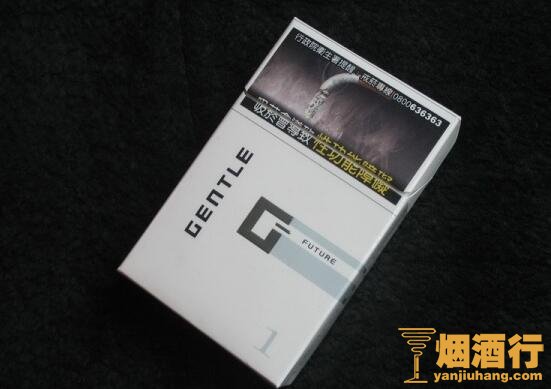 行政院衛生署提醒、戒菸專線0800636363
吸菸會導致性功能障礙
GENTLE
G
FUTURE
1
烟酒行
yanjiuhang.com